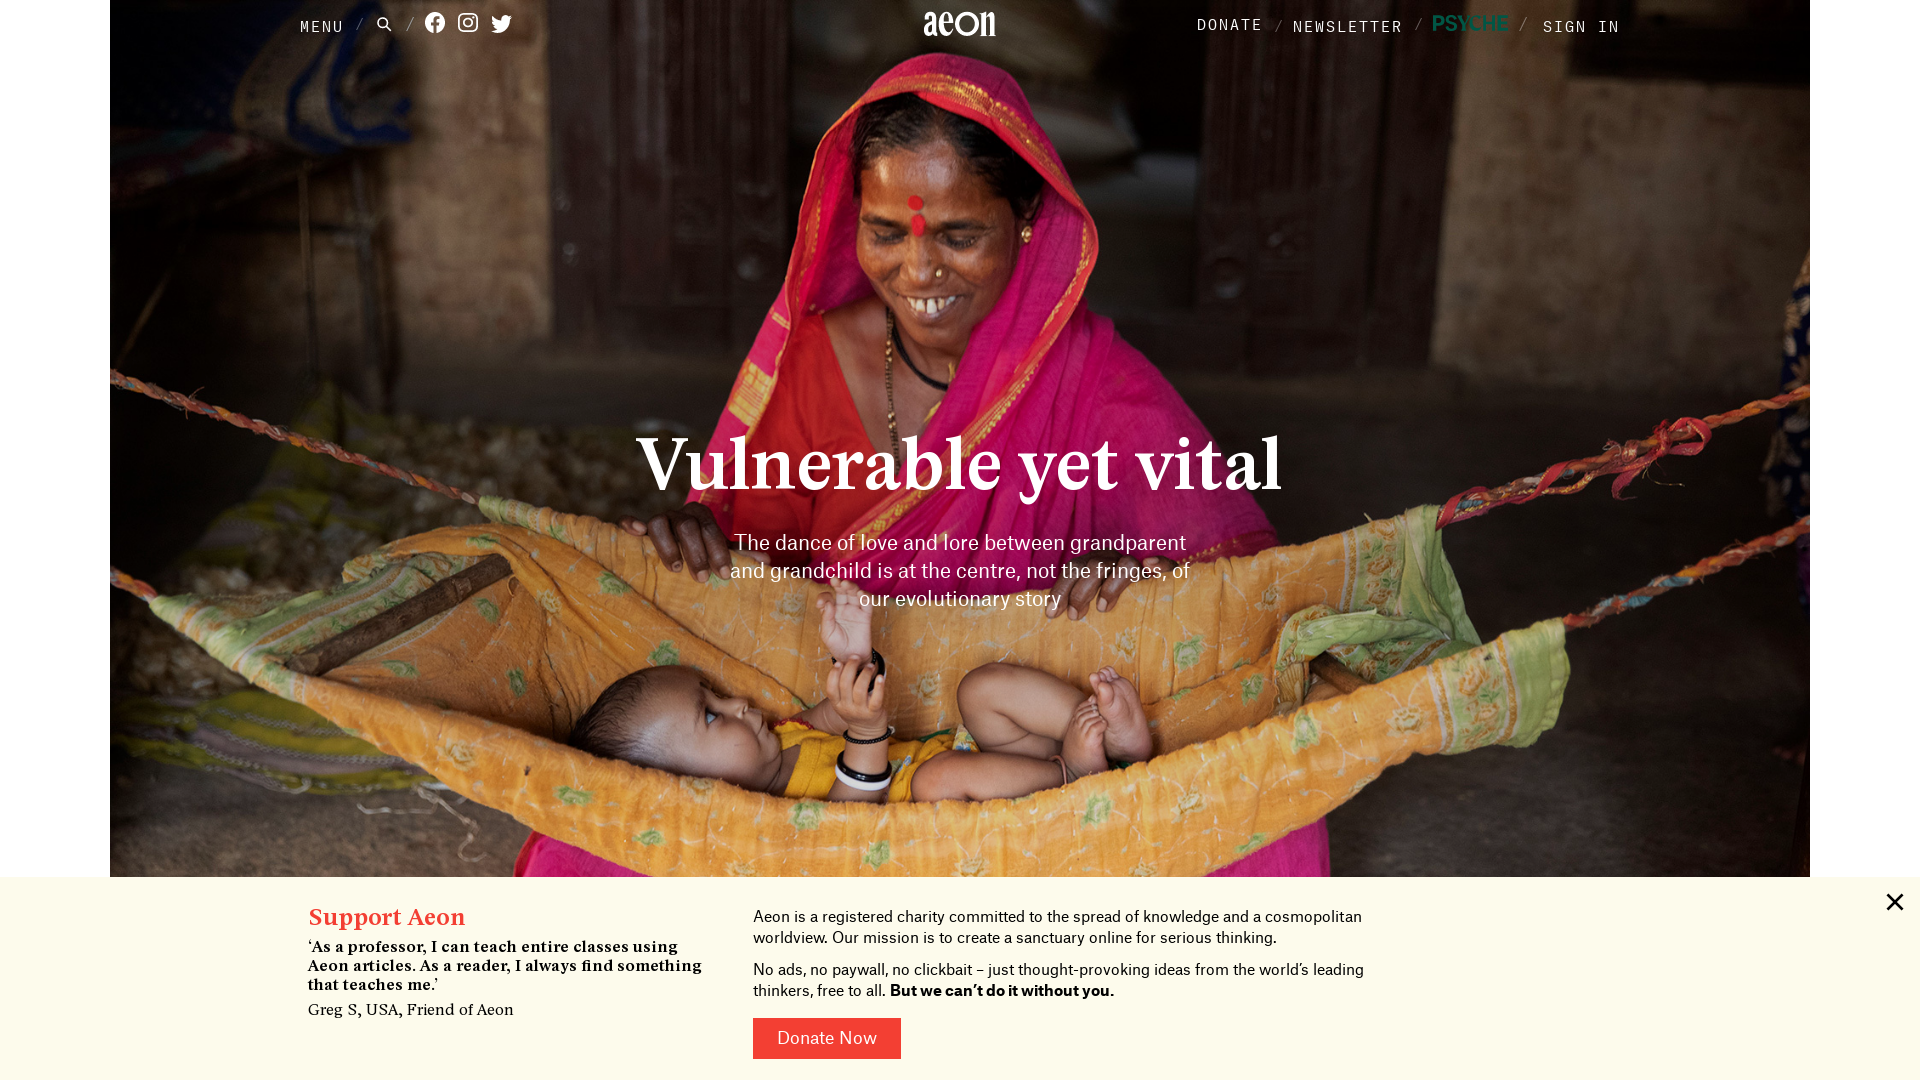 MENU / / aeon DONATE / NEWSLETTER / PSYCHE / SIGN IN
Vulnerable yet vital
The dance of love and lore between grandparent
and grandchild is at the centre, not the fringes, of
our evolutionary story
Support Aeon
‘As a professor, I can teach entire classes using
Aeon articles. As a reader, I always find something
that teaches me.’
Greg S, USA, Friend of Aeon
Aeon is a registered charity committed to the spread of knowledge and a cosmopolitan
worldview. Our mission is to create a sanctuary online for serious thinking.
No ads, no paywall, no clickbait – just thought-provoking ideas from the world’s leading
thinkers, free to all. But we can’t do it without you.
Donate Now